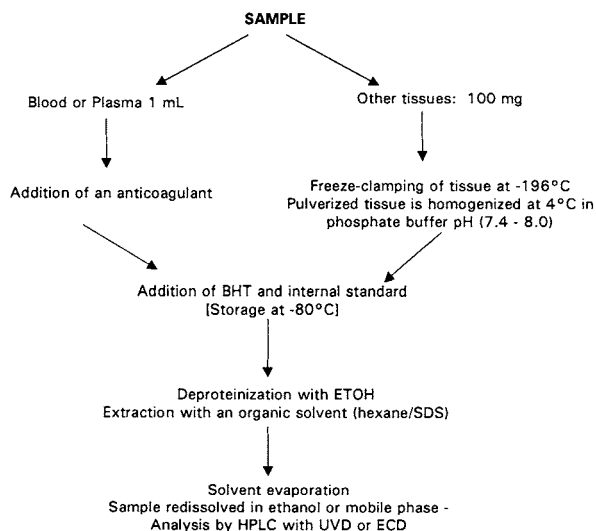 SAMPLE
Blood or Plasma 1 mL
Other tissues: 100 mg
Addition of an anticoagulant
Freeze-clamping of tissue at -196°C
Pulverized tissue is homogenized at 4°C in
phosphate buffer pH (7.4 - 8.0)
Addition of BHT and internal standard
[Storage at -80°C]
Deproteinization with ETOH
Extraction with an organic solvent (hexane/SDS)
Solvent evaporation
Sample redissolved in ethanol or mobile phase -
Analysis by HPLC with UVD or ECD